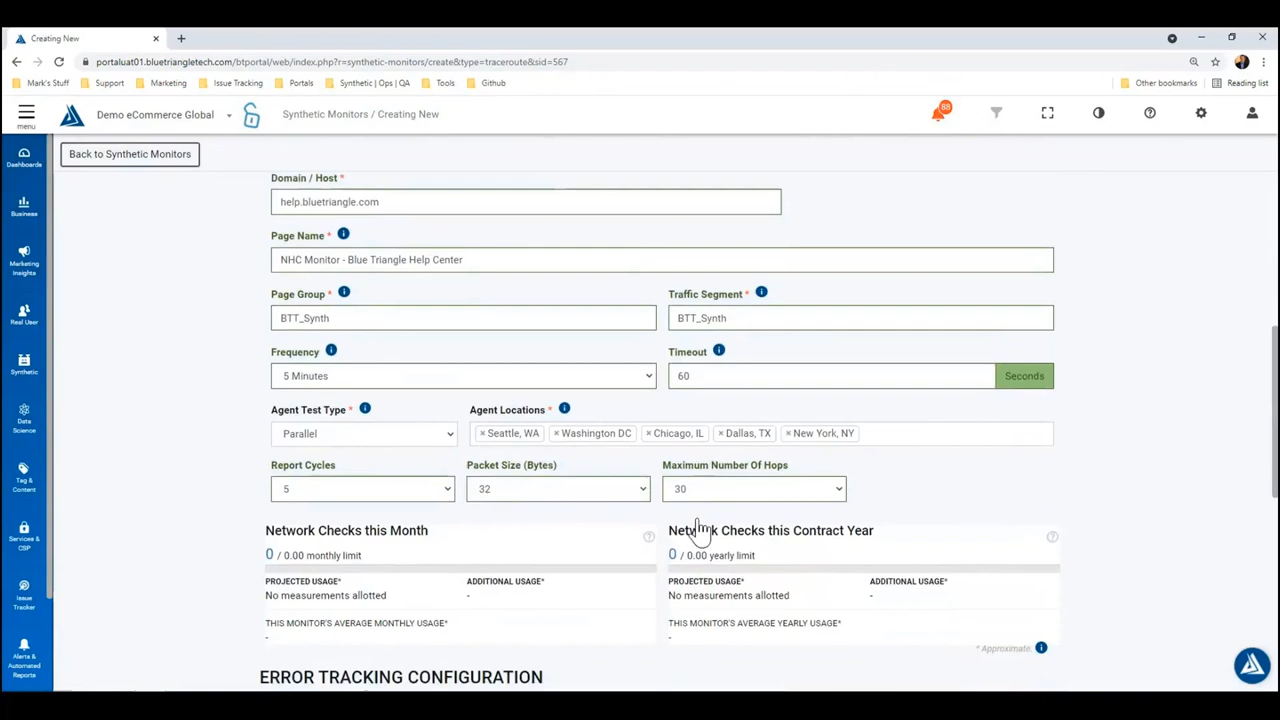 Creating New
portaluat01.bluetriangletech.com/btportal/web/index.php?r=synthetic-monitors/create&type=traceroute&sid=567
Mark's Stuff Support Marketing Issue Tracking Portals Synthetic | Ops | QA Tools Github Other bookmarks Reading list
menu Demo eCommerce Global Synthetic Monitors / Creating New 88
Dashboards
Business
Marketing
Insights
Real User
Synthetic
Data
Science
Tag &
Content
Services &
CSP
Issue
Tracker
Alerts &
Automated
Reports
Back to Synthetic Monitors
Domain / Host *
help.bluetriangle.com
Page Name *
NHC Monitor - Blue Triangle Help Center
Page Group * Traffic Segment *
BTT_Synth BTT_Synth
Frequency Timeout
5 Minutes 60 Seconds
Agent Test Type * Agent Locations *
Parallel × Seattle, WA × Washington DC × Chicago, IL × Dallas, TX × New York, NY
Report Cycles Packet Size (Bytes) Maximum Number Of Hops
5 32 30
Network Checks this Month Network Checks this Contract Year
0 / 0.00 monthly limit 0 / 0.00 yearly limit
PROJECTED USAGE* ADDITIONAL USAGE* PROJECTED USAGE* ADDITIONAL USAGE*
No measurements allotted - No measurements allotted -
THIS MONITOR'S AVERAGE MONTHLY USAGE* THIS MONITOR'S AVERAGE YEARLY USAGE*
- -
* Approximate.
ERROR TRACKING CONFIGURATION